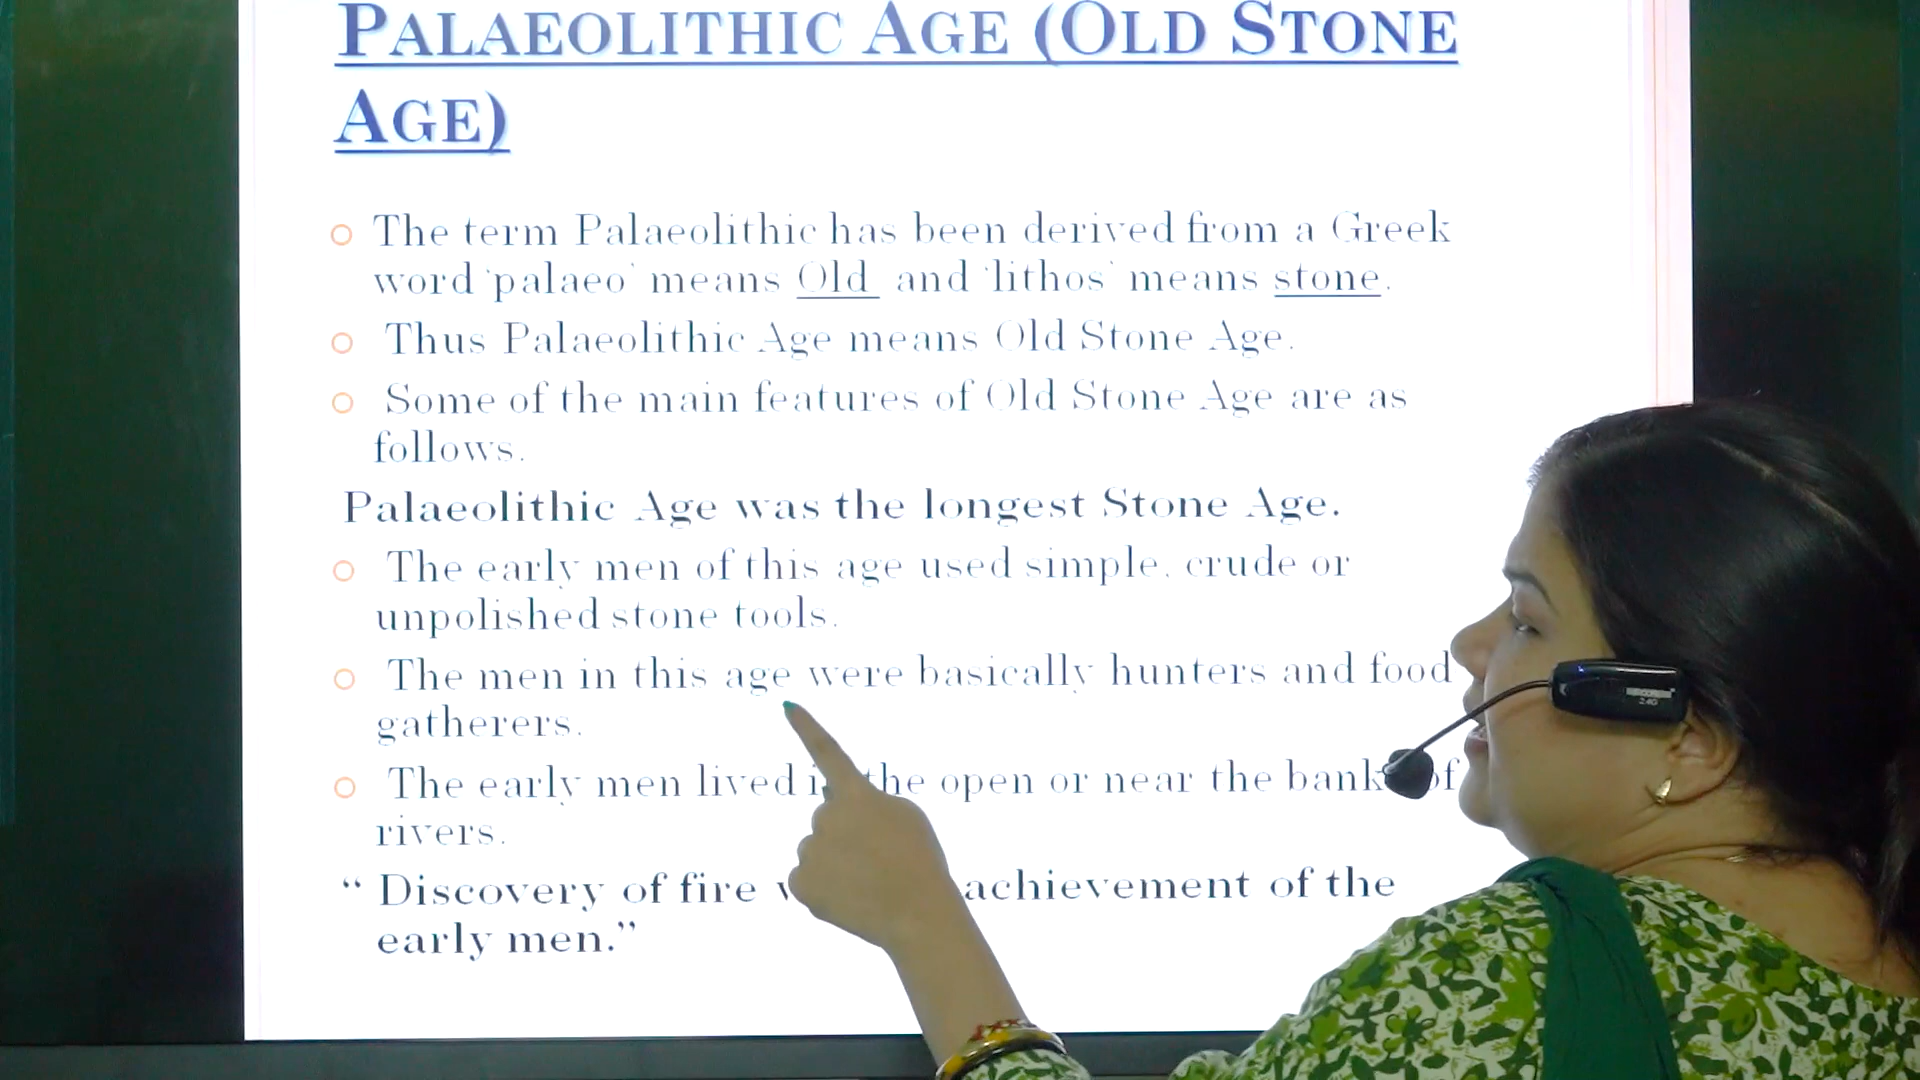 PALAEOLITHIC AGE (OLD STONE
AGE)
The term Palaeolithic has been derived from a Greek
word 'palaeo' means Old and 'lithos' means stone.
Thus Palaeolithic Age means Old Stone Age.
Some of the main features of Old Stone Age are as
follows.
Palaeolithic Age was the longest Stone Age.
The early men of this age used simple, crude or
unpolished stone tools.
The men in this age were basically hunters and food
gatherers.
The early men lived the open or near the bank of
rivers.
“ Discovery of fire achievement of the
early men.”
2.4G